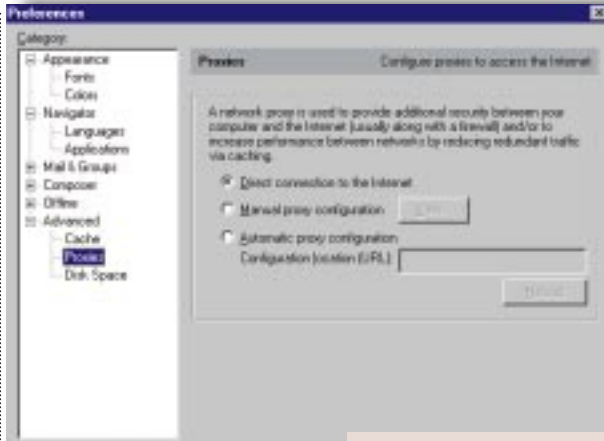 Preferences
Category:
Appearance
Fonts
Colors
Navigator
Languages
Applications
Mail & Groups
Composer
Offline
Advanced
Cache
Proxies
Disk Space
Proxies Configure proxies to access the Internet
A network proxy is used to provide additional security between your
computer and the Internet (usually along with a firewall) and/or to
increase performance between networks by reducing redundant traffic
via caching.
Direct connection to the Internet
Manual proxy configuration
Automatic proxy configuration
Configuration location (URL):